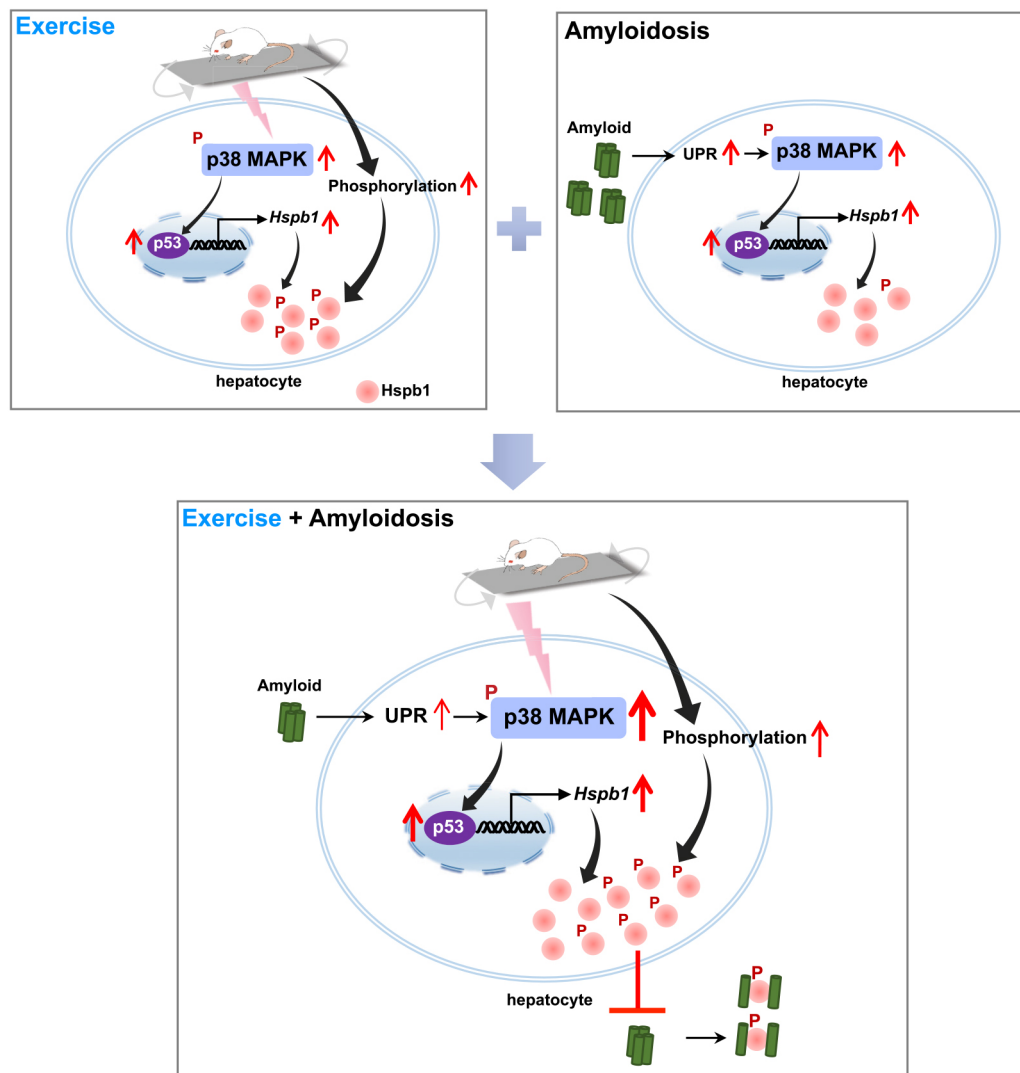 Exercise
P
p38 MAPK
Phosphorylation
Hspb1
p53
P
P
P
P
hepatocyte
Hspb1
Amyloidosis
Amyloid
P
UPR
p38 MAPK
Hspb1
p53
P
hepatocyte
Exercise + Amyloidosis
Amyloid
P
UPR
p38 MAPK
Phosphorylation
Hspb1
p53
P
P
P
P
P
P
hepatocyte
P
P